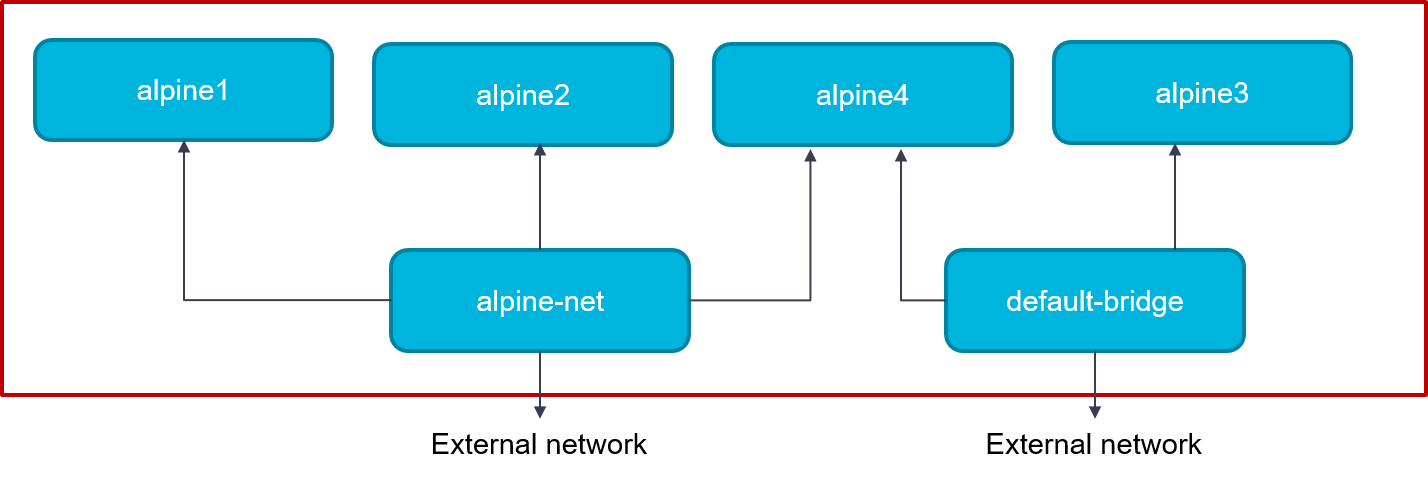 alpine1
alpine2
alpine4
alpine3
alpine-net
default-bridge
External network
External network